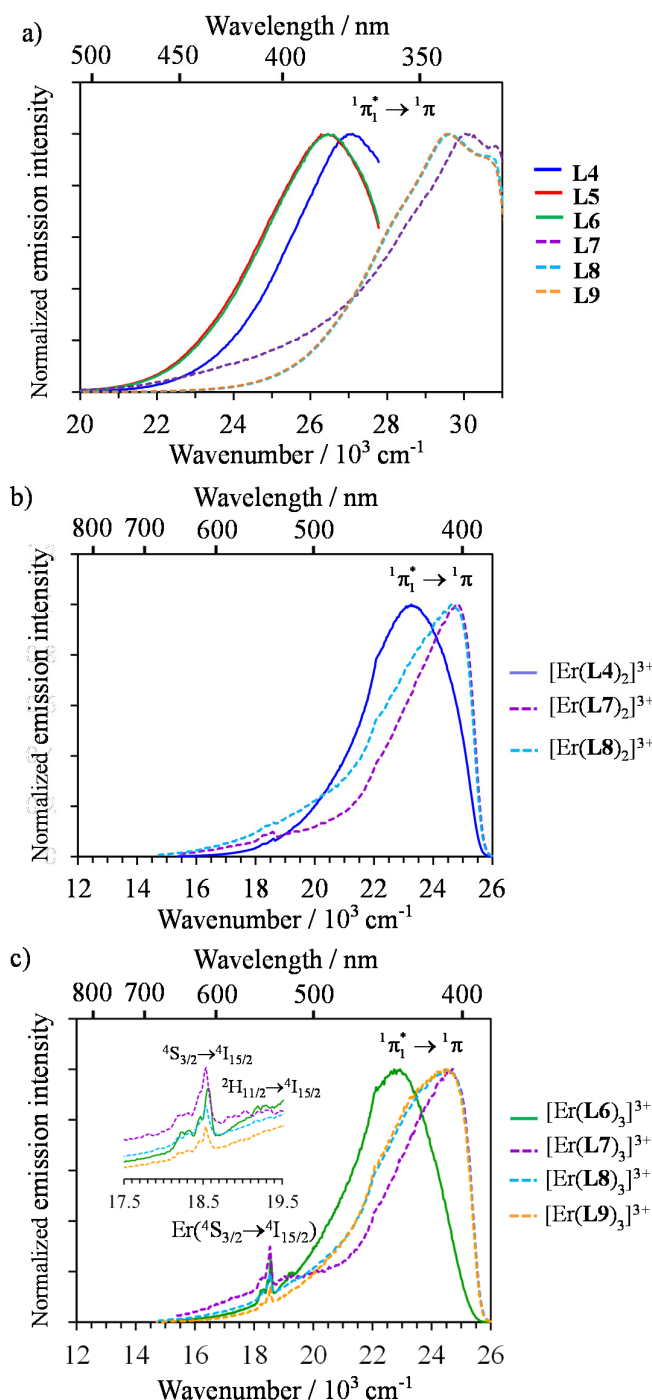 a)
Wavelength / nm
500 450 400 350
¹π₁* → ¹π
Normalized emission intensity
L4
L5
L6
L7
L8
L9
20 22 24 26 28 30
Wavenumber / 10³ cm⁻¹
b)
Wavelength / nm
800 700 600 500 400
¹π₁* → ¹π
Normalized emission intensity
[Er(L4)₂]³⁺
[Er(L7)₂]³⁺
[Er(L8)₂]³⁺
12 14 16 18 20 22 24 26
Wavenumber / 10³ cm⁻¹
c)
Wavelength / nm
800 700 600 500 400
¹π₁* → ¹π
⁴S₃/₂→⁴I₁₅/₂
²H₁₁/₂→⁴I₁₅/₂
17.5 18.5 19.5
Er(⁴S₃/₂→⁴I₁₅/₂)
Normalized emission intensity
[Er(L6)₃]³⁺
[Er(L7)₃]³⁺
[Er(L8)₃]³⁺
[Er(L9)₃]³⁺
12 14 16 18 20 22 24 26
Wavenumber / 10³ cm⁻¹